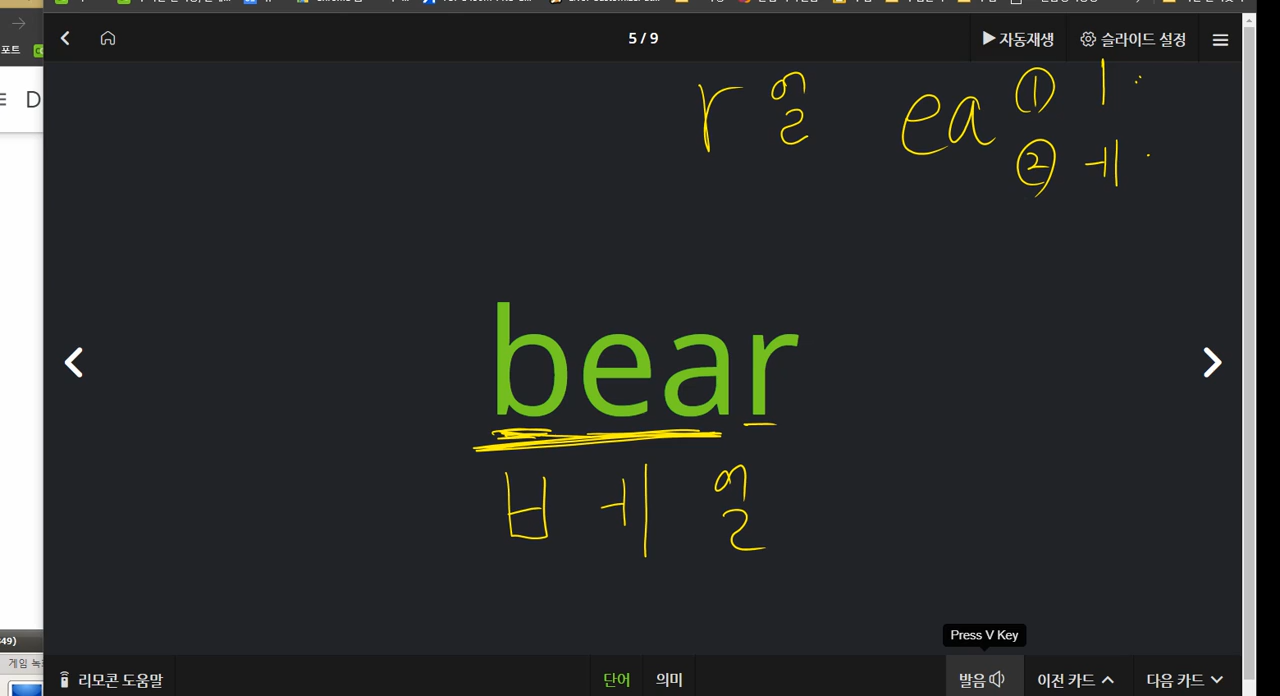 포트
D
5 / 9
▶자동재생
슬라이드 설정
r 얼 ea ① ㅣ
② ㅔ
bear
ㅂ ㅔ 얼
Press V Key
49)
리모콘 도움말
단어
의미
발음
이전 카드
다음 카드